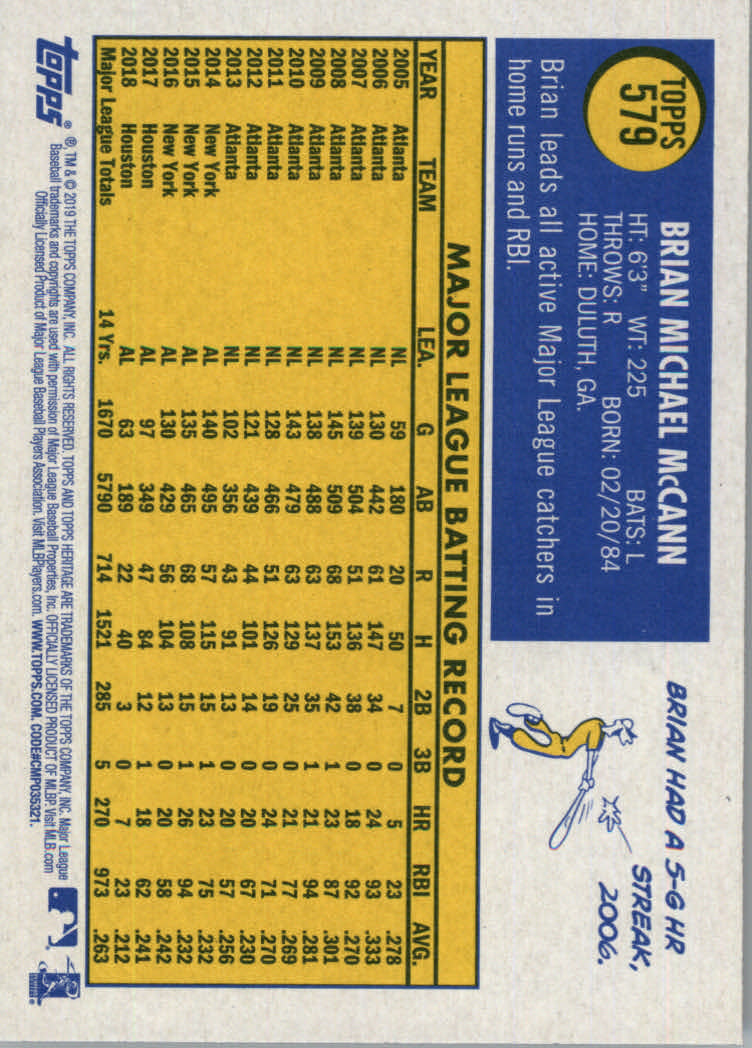 TOPPS
579
BRIAN MICHAEL McCANN
HT: 6'3" WT: 225 BATS: L
THROWS: R BORN: 02/20/84
HOME: DULUTH, GA.
Brian leads all active Major League catchers in
home runs and RBI.
BRIAN HAD A 5-G HR
STREAK,
2006.
MAJOR LEAGUE BATTING RECORD
YEAR TEAM LEA. G AB R H 2B 3B HR RBI AVG.
2005 Atlanta NL 59 180 20 50 7 0 5 23 .278
2006 Atlanta NL 130 442 61 147 34 0 24 93 .333
2007 Atlanta NL 139 504 51 136 38 0 18 92 .270
2008 Atlanta NL 145 509 68 153 42 1 23 87 .301
2009 Atlanta NL 138 488 63 137 35 1 21 94 .281
2010 Atlanta NL 143 479 63 129 25 0 21 77 .269
2011 Atlanta NL 128 466 51 126 19 0 24 71 .270
2012 Atlanta NL 121 439 44 101 14 0 20 67 .230
2013 Atlanta NL 102 356 43 91 13 0 20 57 .256
2014 New York AL 140 495 57 115 15 1 23 75 .232
2015 New York AL 135 465 68 108 15 1 26 94 .232
2016 New York AL 130 429 56 104 13 0 20 58 .242
2017 Houston AL 97 349 47 84 12 1 18 62 .241
2018 Houston AL 63 189 22 40 3 0 7 23 .212
Major League Totals 14 Yrs. 1670 5790 714 1521 285 5 270 973 .263
topps®
®, TM & © 2019 THE TOPPS COMPANY, INC. ALL RIGHTS RESERVED. TOPPS AND TOPPS HERITAGE ARE TRADEMARKS OF THE TOPPS COMPANY, INC. Major League
Baseball trademarks and copyrights are used with permission of Major League Baseball Properties, Inc. OFFICIALLY LICENSED PRODUCT OF MLBP. Visit MLB.com
Officially Licensed Product of Major League Baseball Players Association. Visit MLBPlayers.com. WWW.TOPPS.COM. CODE#CMP035321.